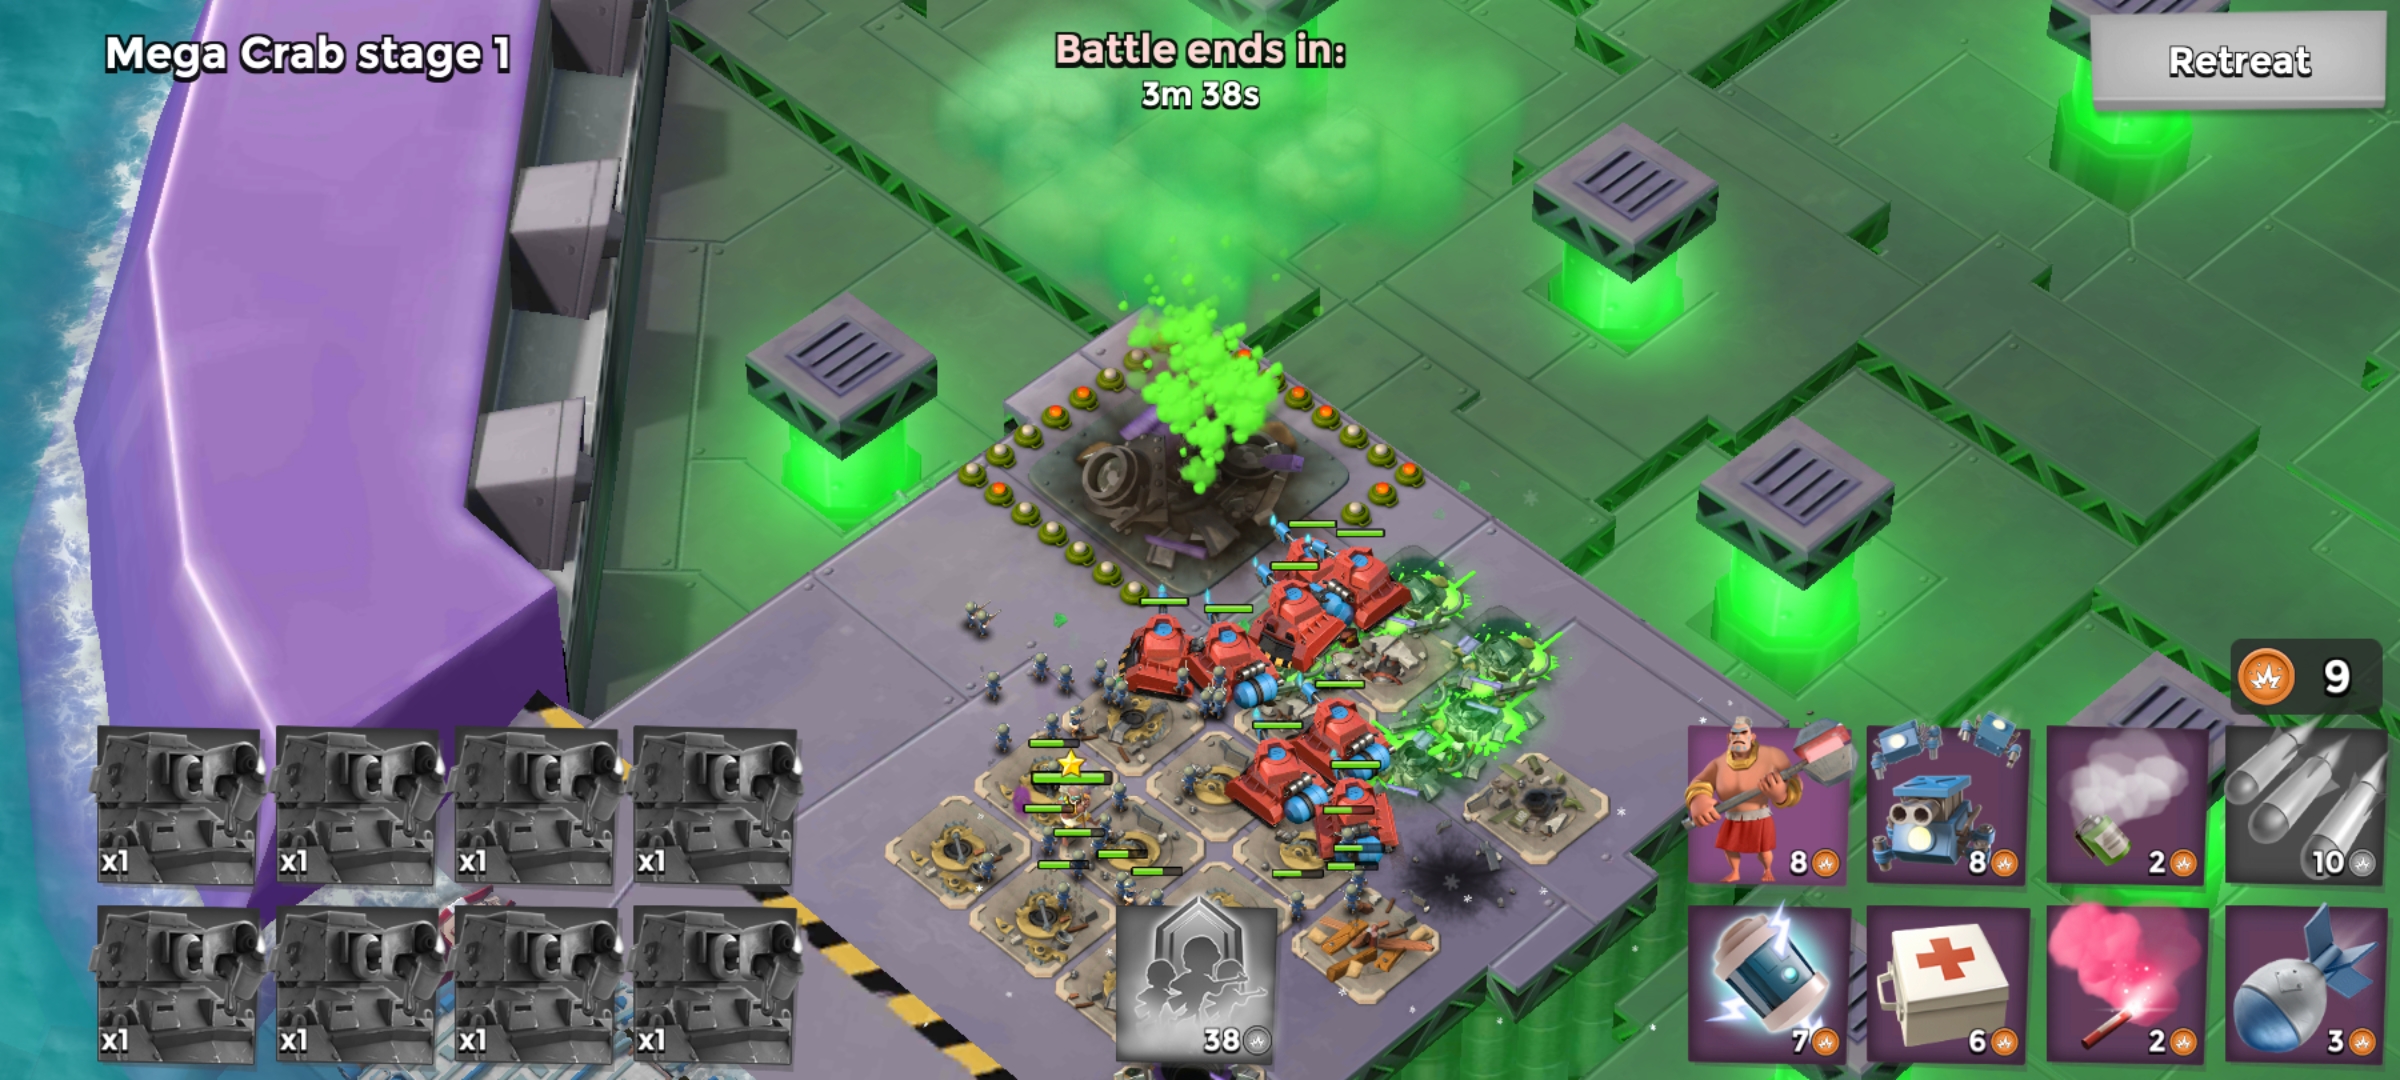 Mega Crab stage 1
Battle ends in:
3m 38s
Retreat
9
x1
x1
x1
x1
8
8
2
10
x1
x1
x1
x1
38
7
6
2
3